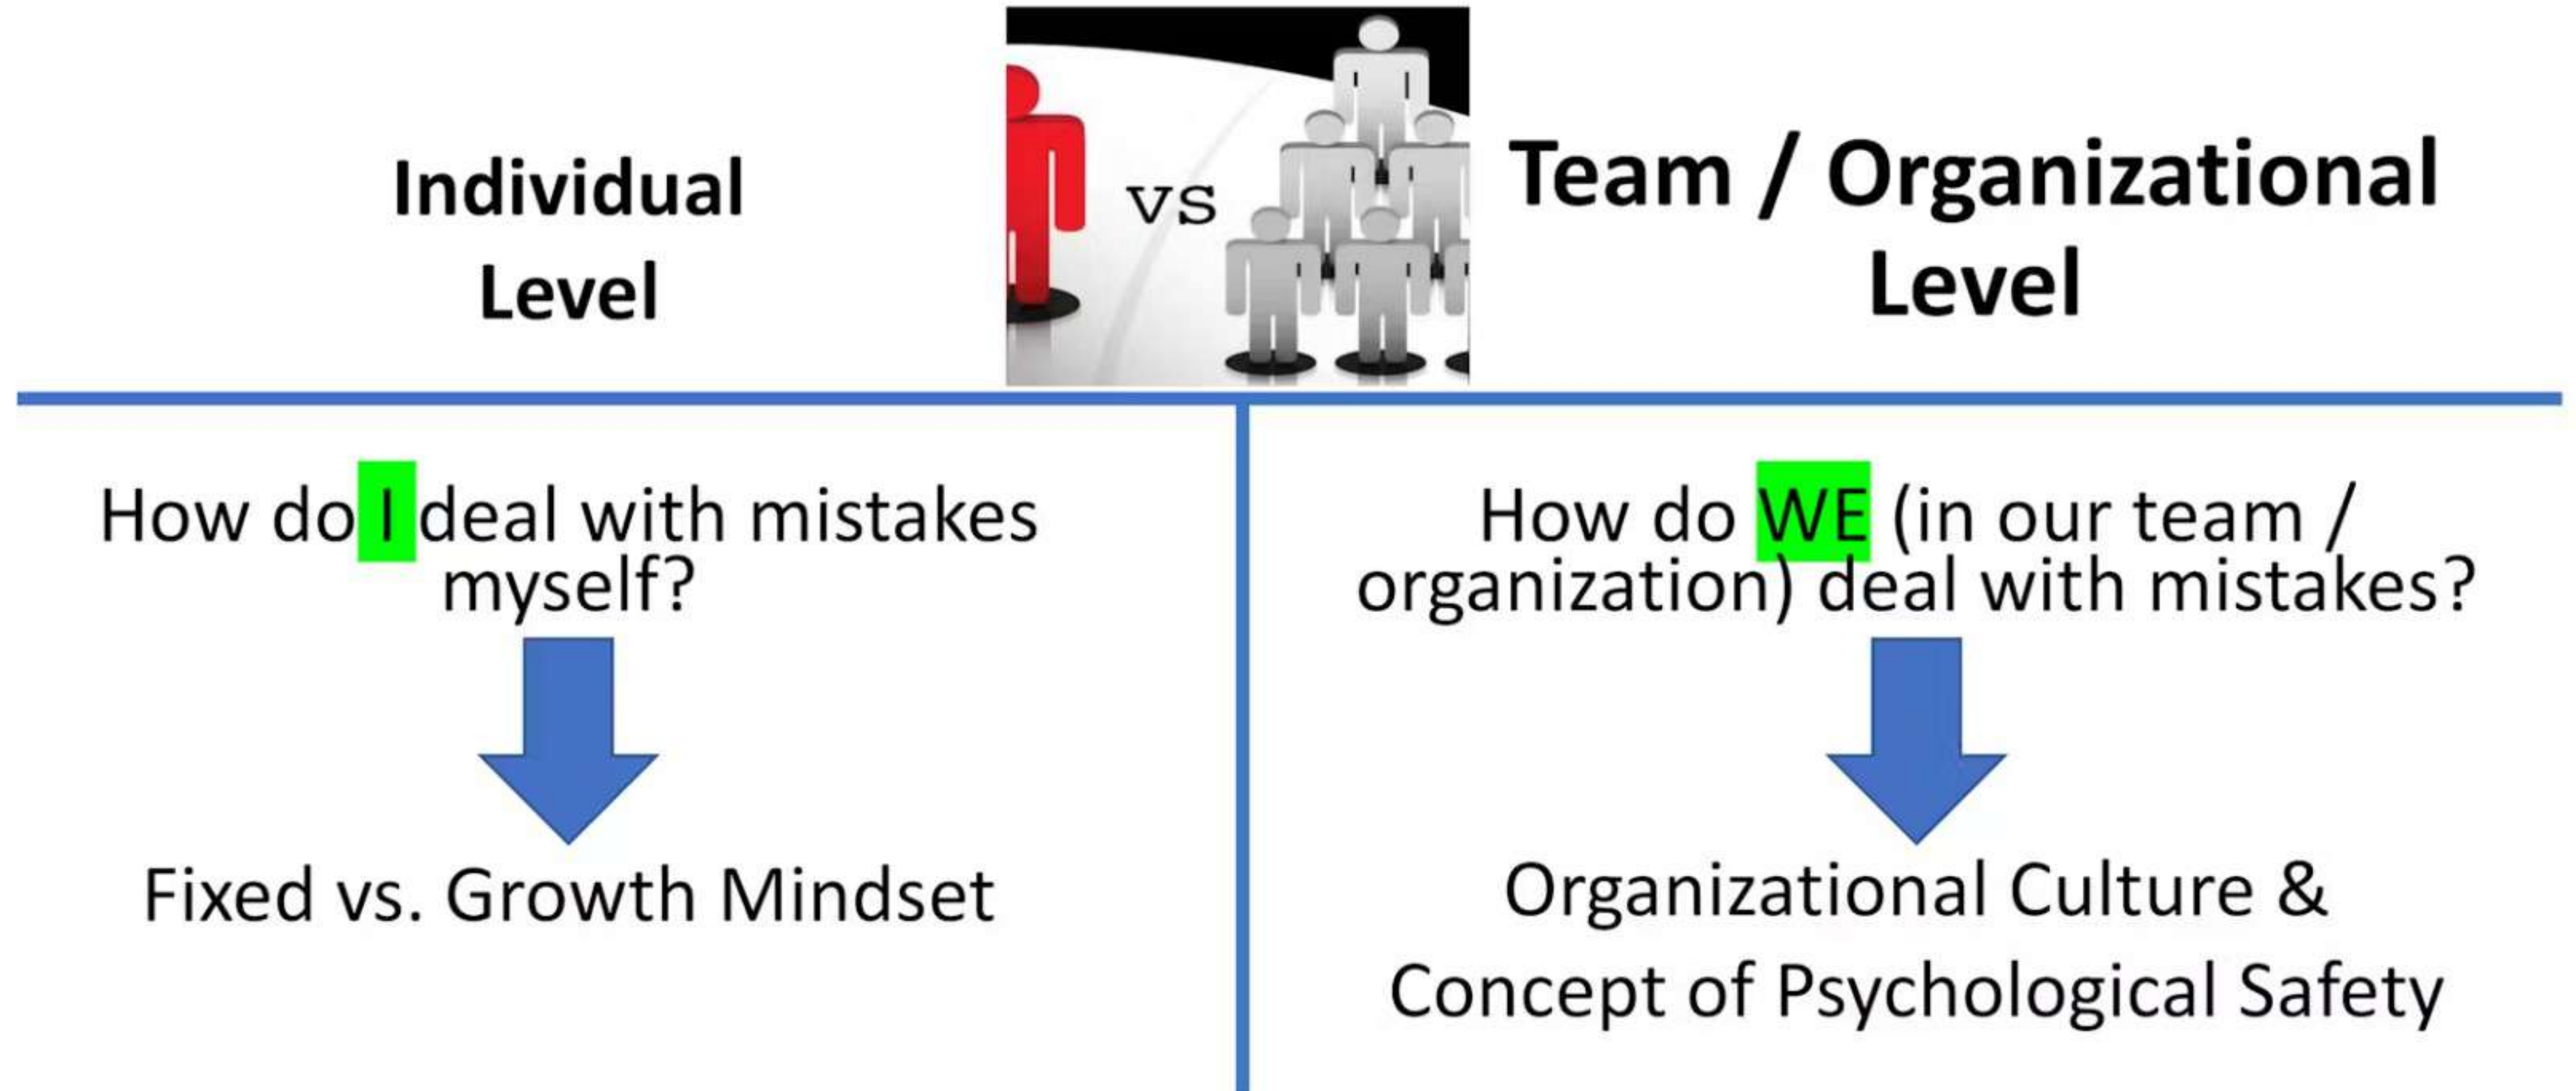 Individual
Level
vs
Team / Organizational
Level
How do I deal with mistakes
myself?
Fixed vs. Growth Mindset
How do WE (in our team /
organization) deal with mistakes?
Organizational Culture &
Concept of Psychological Safety